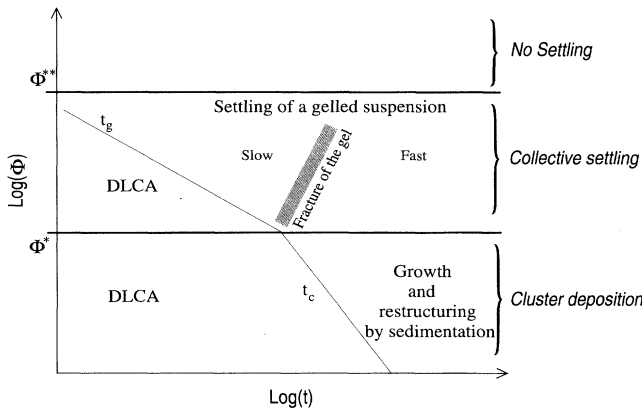 No Settling
Φ**
Settling of a gelled suspension
t_g
Slow
Fast
Fracture of the gel
Collective settling
Log(Φ)
DLCA
Φ*
DLCA
t_c
Growth
and
restructuring
by sedimentation
Cluster deposition
Log(t)